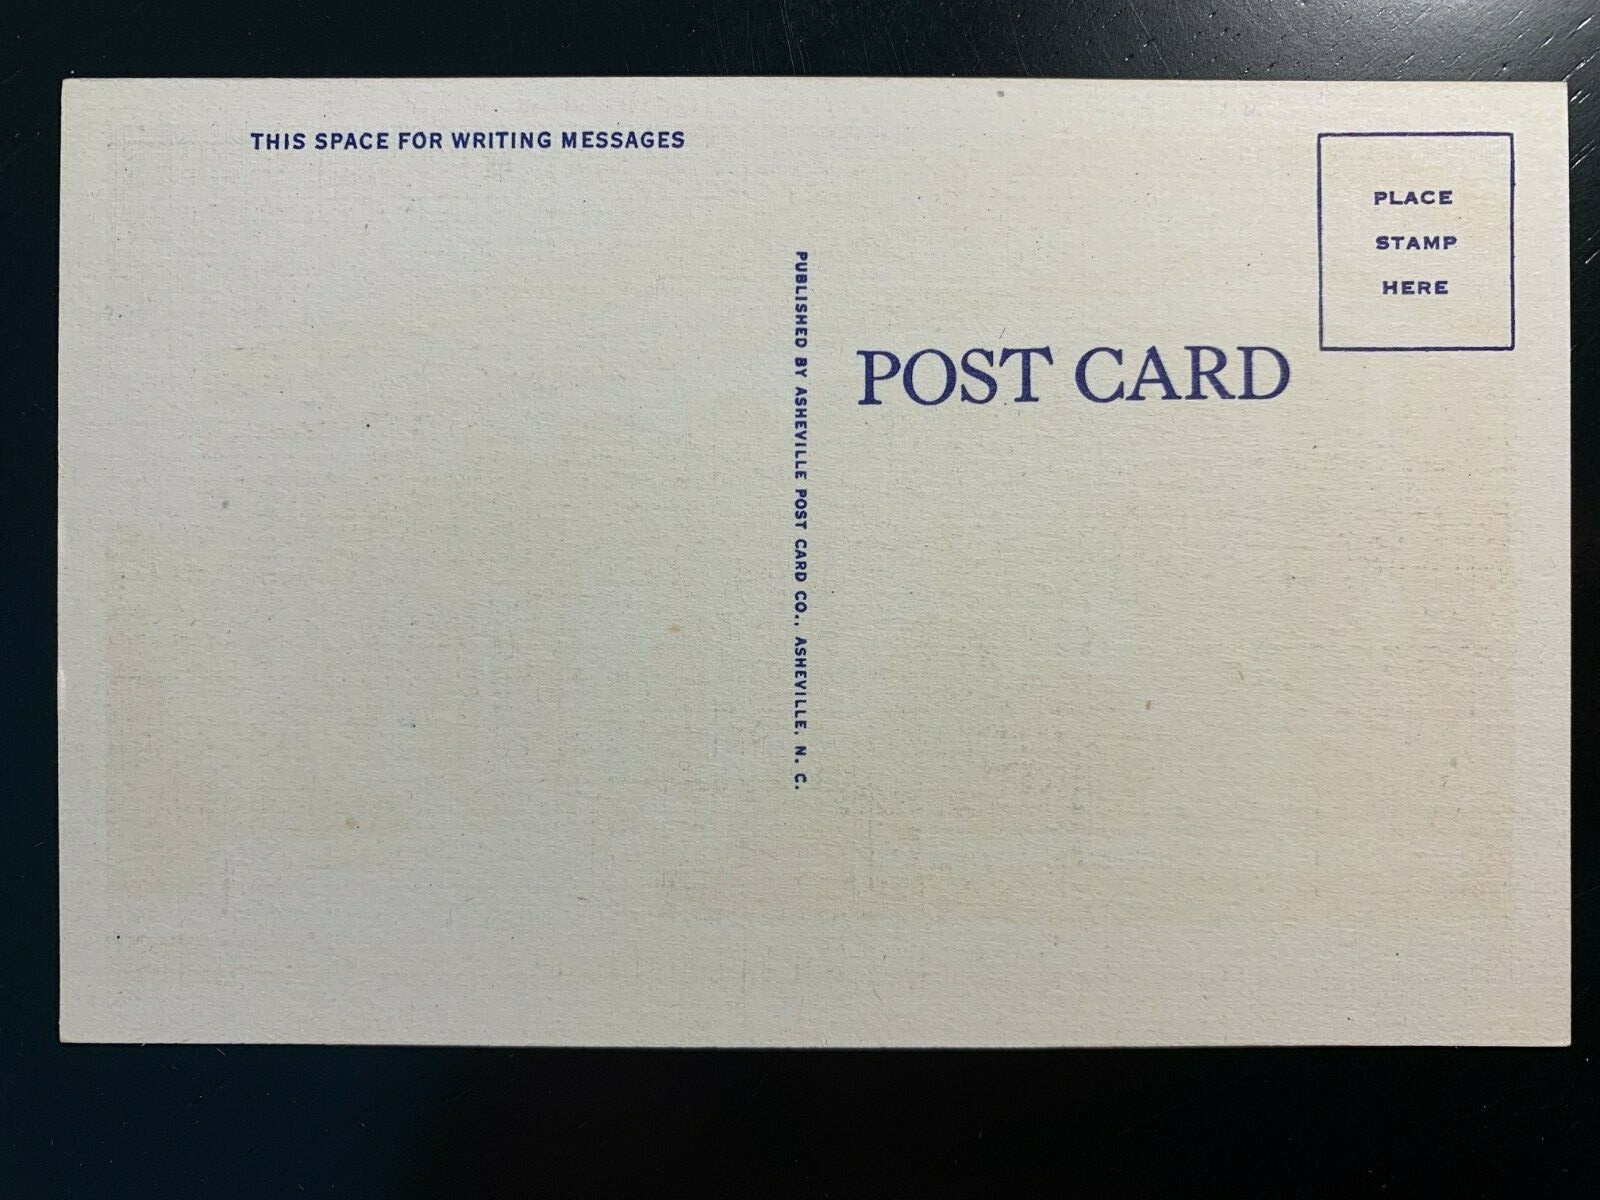 THIS SPACE FOR WRITING MESSAGES
PUBLISHED BY ASHEVILLE POST CARD CO., ASHEVILLE, N. C.
POST CARD
PLACE
STAMP
HERE